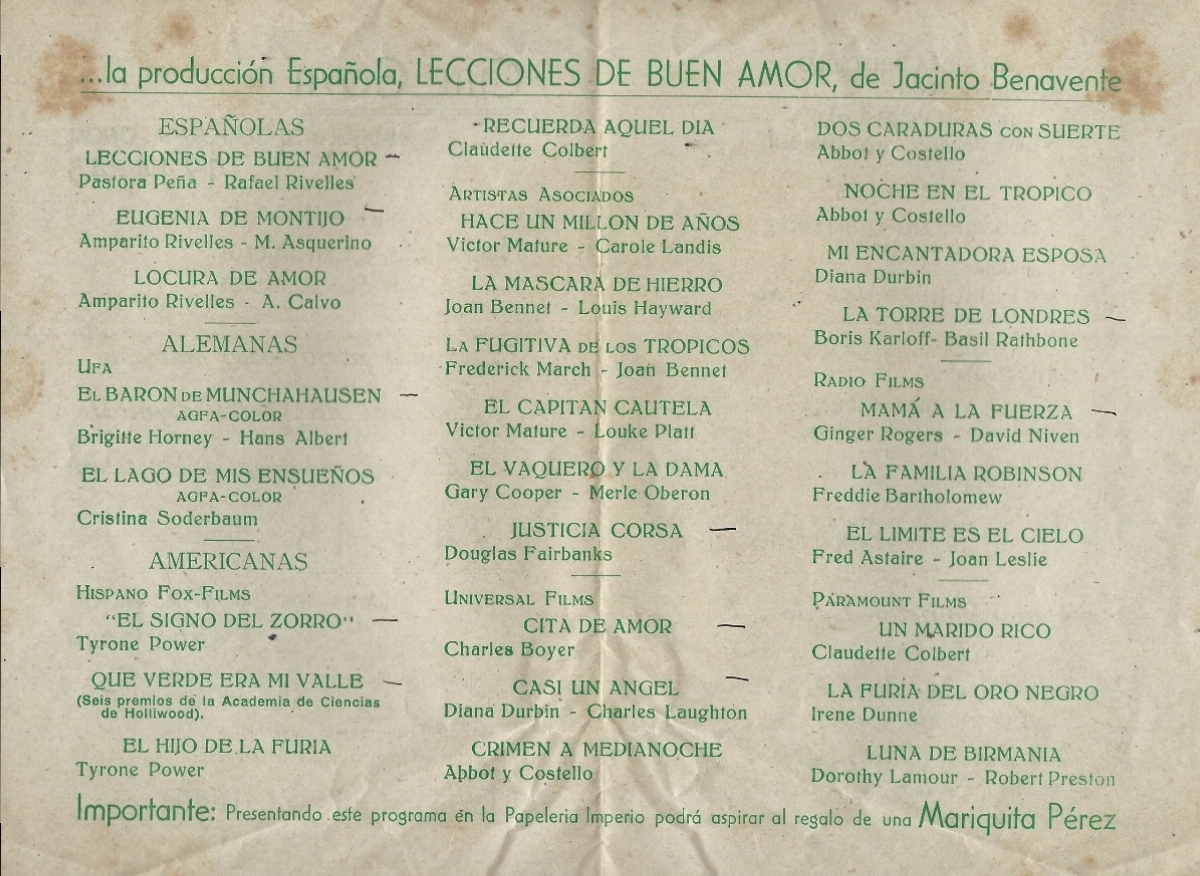 ...la producción Española, LECCIONES DE BUEN AMOR, de Jacinto Benavente
ESPAÑOLAS
LECCIONES DE BUEN AMOR
Pastora Peña - Rafael Rivelles
EUGENIA DE MONTIJO
Amparito Rivelles - M. Asquerino
LOCURA DE AMOR
Amparito Rivelles - A. Calvo
ALEMANAS
UFA
EL BARON DE MUNCHAHAUSEN
AGFA-COLOR
Brigitte Horney - Hans Albert
EL LAGO DE MIS ENSUEÑOS
AGFA-COLOR
Cristina Soderbaum
AMERICANAS
HISPANO FOX-FILMS
"EL SIGNO DEL ZORRO"
Tyrone Power
QUE VERDE ERA MI VALLE
(Seis premios de la Academia de Ciencias
de Holliwood).
EL HIJO DE LA FURIA
Tyrone Power
RECUERDA AQUEL DIA
Claudette Colbert
ARTISTAS ASOCIADOS
HACE UN MILLON DE AÑOS
Victor Mature - Carole Landis
LA MASCARA DE HIERRO
Joan Bennet - Louis Hayward
LA FUGITIVA DE LOS TROPICOS
Frederick March - Joan Bennet
EL CAPITAN CAUTELA
Victor Mature - Louke Platt
EL VAQUERO Y LA DAMA
Gary Cooper - Merle Oberon
JUSTICIA CORSA
Douglas Fairbanks
UNIVERSAL FILMS
CITA DE AMOR
Charles Boyer
CASI UN ANGEL
Diana Durbin - Charles Laughton
CRIMEN A MEDIANOCHE
Abbot y Costello
DOS CARADURAS CON SUERTE
Abbot y Costello
NOCHE EN EL TROPICO
Abbot y Costello
MI ENCANTADORA ESPOSA
Diana Durbin
LA TORRE DE LONDRES
Boris Karloff- Basil Rathbone
RADIO FILMS
MAMÁ A LA FUERZA
Ginger Rogers - David Niven
LA FAMILIA ROBINSON
Freddie Bartholomew
EL LIMITE ES EL CIELO
Fred Astaire - Joan Leslie
PARAMOUNT FILMS
UN MARIDO RICO
Claudette Colbert
LA FURIA DEL ORO NEGRO
Irene Dunne
LUNA DE BIRMANIA
Dorothy Lamour - Robert Preston
Importante: Presentando este programa en la Papeleria Imperio podrá aspirar al regalo de una Mariquita Pérez